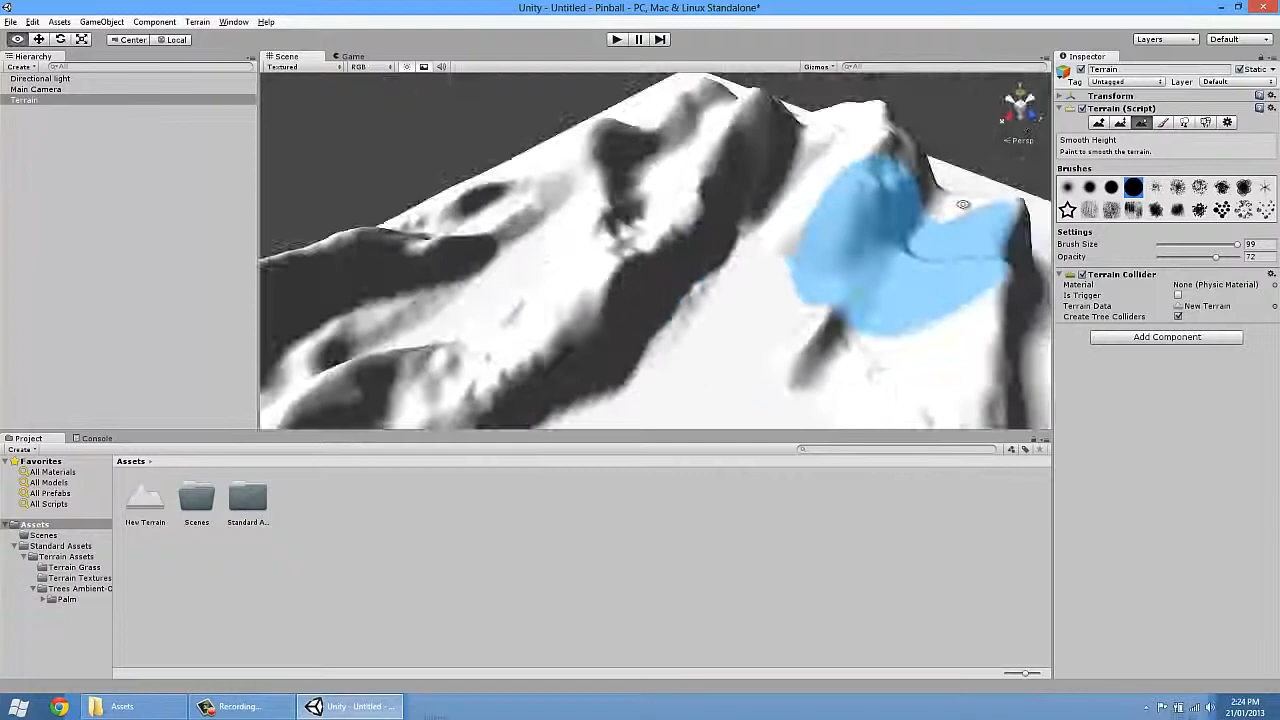 Unity - Untitled - Pinball - PC, Mac & Linux Standalone*
File Edit Assets GameObject Component Terrain Window Help
Center Local
Layers Default
Hierarchy
Create All
Directional light
Main Camera
Terrain
Scene Game
Textured RGB Gizmos All
Persp
Inspector
Terrain Static
Tag Untagged Layer Default
Transform
Terrain (Script)
Smooth Height
Paint to smooth the terrain.
Brushes
Settings
Brush Size 99
Opacity 72
Terrain Collider
Material None (Physic Material)
Is Trigger
Terrain Data New Terrain
Create Tree Colliders
Add Component
Project Console
Create
Favorites
All Materials
All Models
All Prefabs
All Scripts
Assets
Scenes
Standard Assets
Terrain Assets
Terrain Grass
Terrain Textures
Trees Ambient-O
Palm
Assets
New Terrain Scenes Standard A...
Assets Recording... Unity - Untitled - ...
2:24 PM
21/01/2013